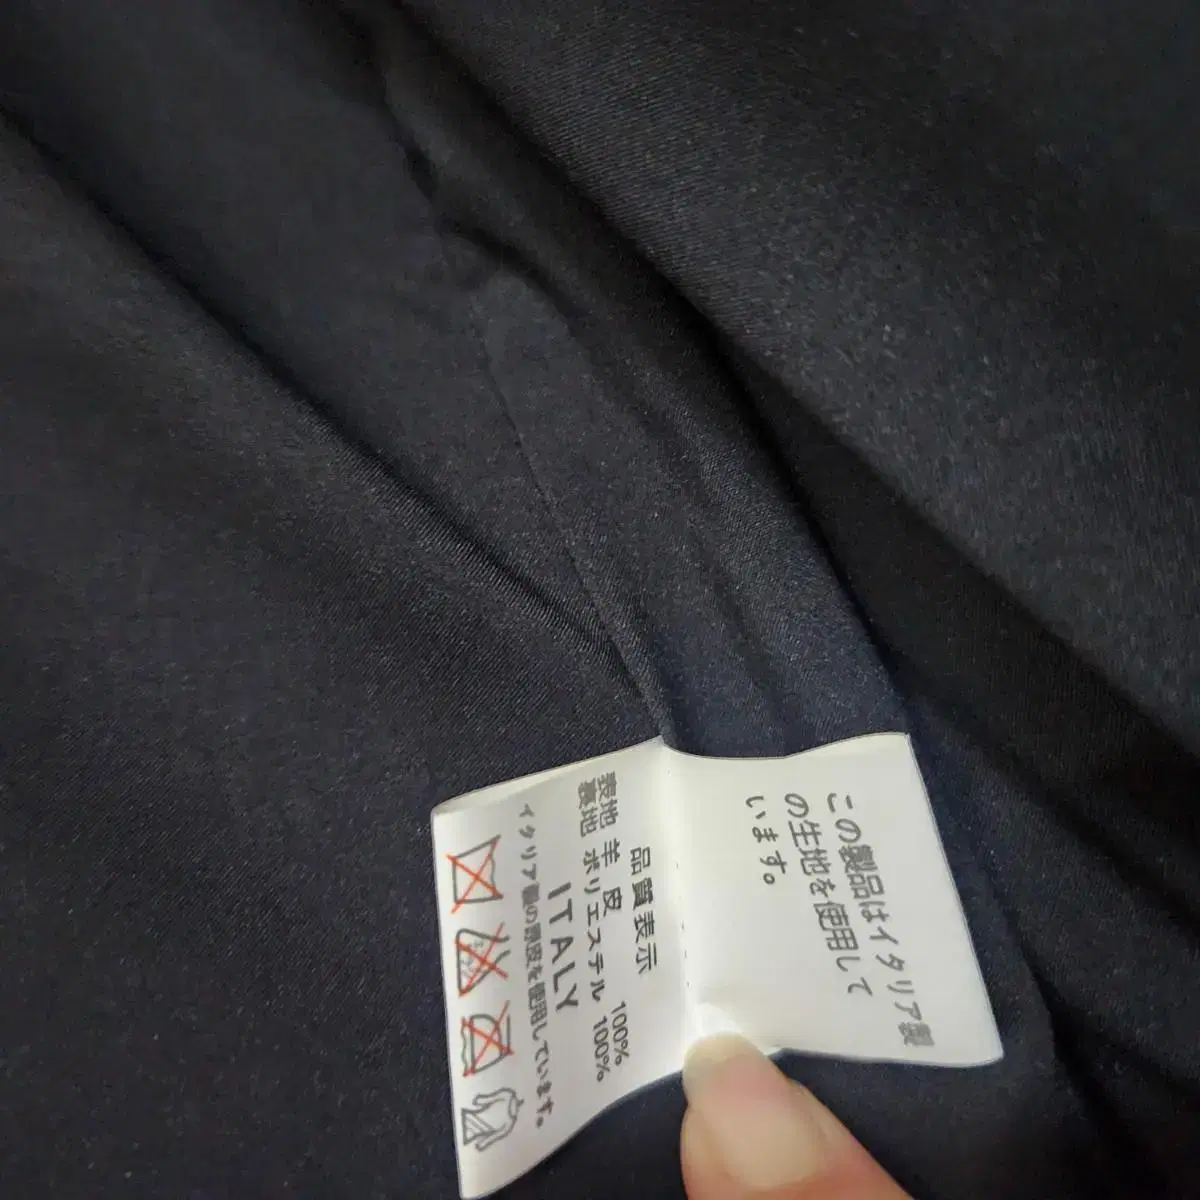 この製品はイタリア製
の生地を使用して
います。
品質表示
表地 羊 皮 100%
裏地 ポリエステル 100%
ITALY
イタリア製の原皮を使用しています。